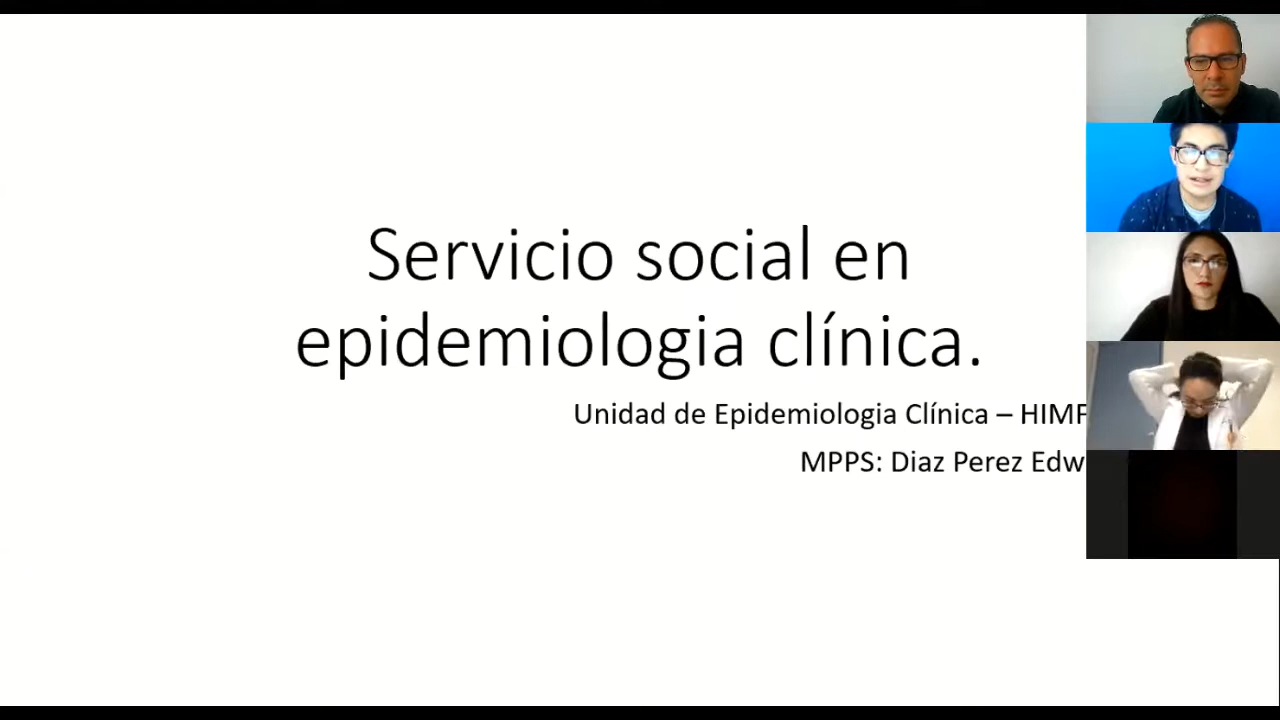 Servicio social en
epidemiologia clínica.
Unidad de Epidemiologia Clínica –
MPPS: Diaz Perez